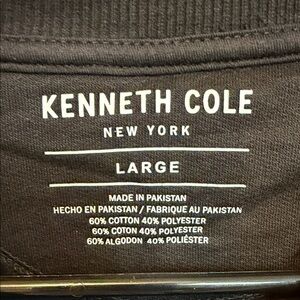 KENNETH COLE
NEW YORK
LARGE
MADE IN PAKISTAN
HECHO EN PAKISTAN / FABRIQUE AU PAKISTAN
60% COTTON 40% POLYESTER
60% COTON 40% POLYESTER
60% ALGODON 40% POLIÉSTER